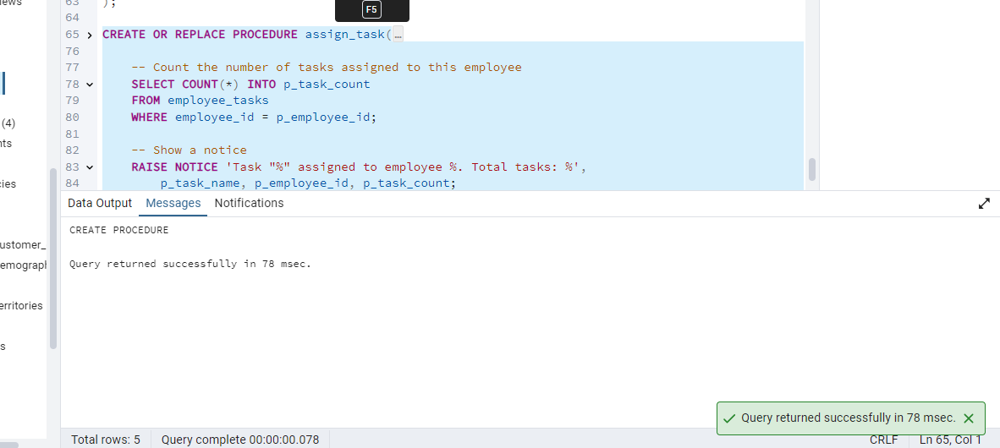 ews
(4)
nts
cies
ustomer_
emograph
erritories
s
F5
63 );
64
65 CREATE OR REPLACE PROCEDURE assign_task(…
76
77 -- Count the number of tasks assigned to this employee
78 SELECT COUNT(*) INTO p_task_count
79 FROM employee_tasks
80 WHERE employee_id = p_employee_id;
81
82 -- Show a notice
83 RAISE NOTICE 'Task "%" assigned to employee %. Total tasks: %',
84 p_task_name, p_employee_id, p_task_count;
Data Output Messages Notifications
CREATE PROCEDURE
Query returned successfully in 78 msec.
Query returned successfully in 78 msec.
Total rows: 5 Query complete 00:00:00.078 CRLF Ln 65, Col 1